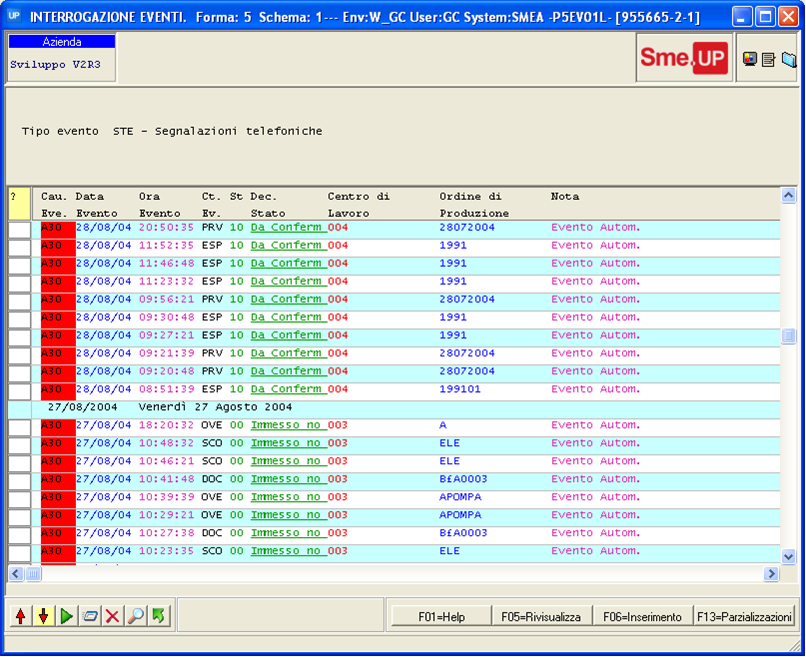 UP INTERROGAZIONE EVENTI. Forma: 5 Schema: 1--- Env:W_GC User:GC System:SMEA -P5EV01L- [955665-2-1]
Azienda
Sviluppo V2R3
Sme.UP
Tipo evento STE - Segnalazioni telefoniche
? Cau. Data Ora Ct. St Dec. Centro di Ordine di Nota
Eve. Evento Evento Ev. Stato Lavoro Produzione
A30 28/08/04 20:50:35 PRV 10 Da Conferm 004 28072004 Evento Autom.
A30 28/08/04 11:52:35 ESP 10 Da Conferm 004 1991 Evento Autom.
A30 28/08/04 11:46:48 ESP 10 Da Conferm 004 1991 Evento Autom.
A30 28/08/04 11:23:32 ESP 10 Da Conferm 004 1991 Evento Autom.
A30 28/08/04 09:56:21 PRV 10 Da Conferm 004 28072004 Evento Autom.
A30 28/08/04 09:30:48 ESP 10 Da Conferm 004 1991 Evento Autom.
A30 28/08/04 09:27:21 ESP 10 Da Conferm 004 1991 Evento Autom.
A30 28/08/04 09:21:39 PRV 10 Da Conferm 004 28072004 Evento Autom.
A30 28/08/04 09:20:48 PRV 10 Da Conferm 004 28072004 Evento Autom.
A30 28/08/04 08:51:39 ESP 10 Da Conferm 004 199101 Evento Autom.
27/08/2004 Venerdì 27 Agosto 2004
A30 27/08/04 18:20:32 OVE 00 Immesso no 003 A Evento Autom.
A30 27/08/04 10:48:32 SCO 00 Immesso no 003 ELE Evento Autom.
A30 27/08/04 10:46:21 SCO 00 Immesso no 003 ELE Evento Autom.
A30 27/08/04 10:41:48 DOC 00 Immesso no 003 B£A0003 Evento Autom.
A30 27/08/04 10:39:39 OVE 00 Immesso no 003 APOMPA Evento Autom.
A30 27/08/04 10:29:21 OVE 00 Immesso no 003 APOMPA Evento Autom.
A30 27/08/04 10:27:38 DOC 00 Immesso no 003 B£A0003 Evento Autom.
A30 27/08/04 10:23:35 SCO 00 Immesso no 003 ELE Evento Autom.
F01=Help F05=Rivisualizza F06=Inserimento F13=Parzializzazioni